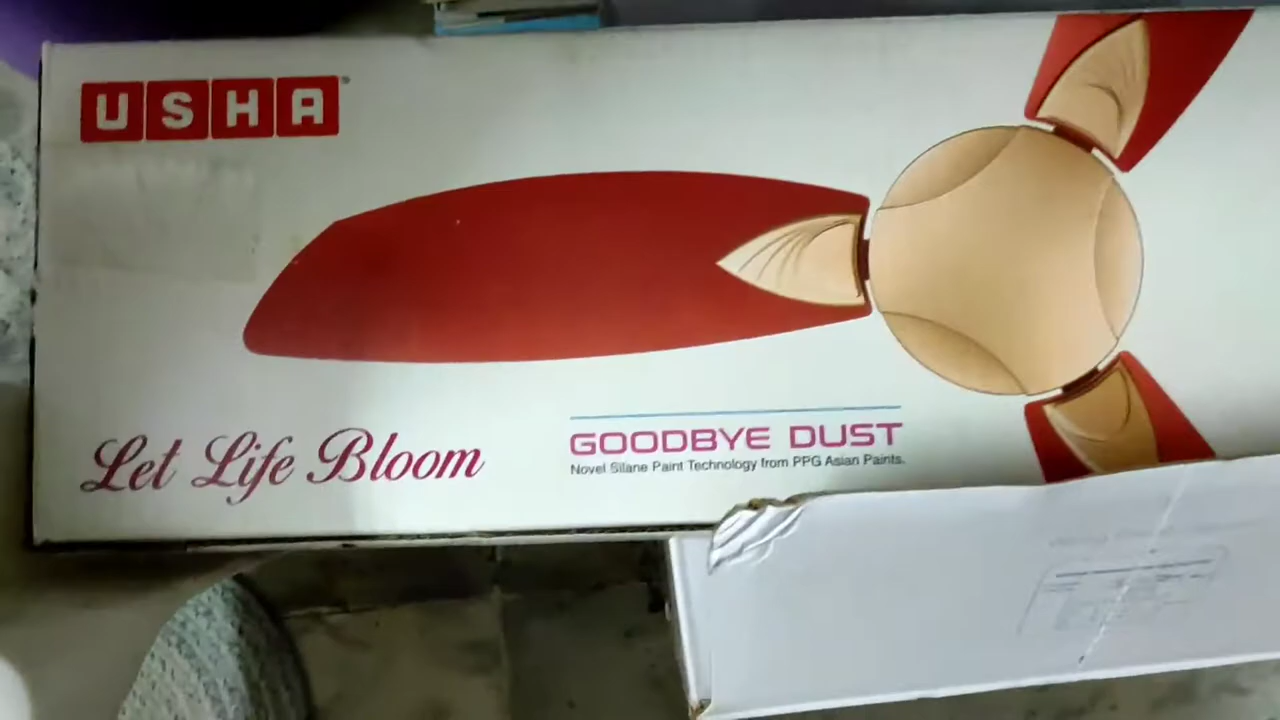 USHA
Let Life Bloom
GOODBYE DUST
Novel Silane Paint Technology from PPG Asian Paints.